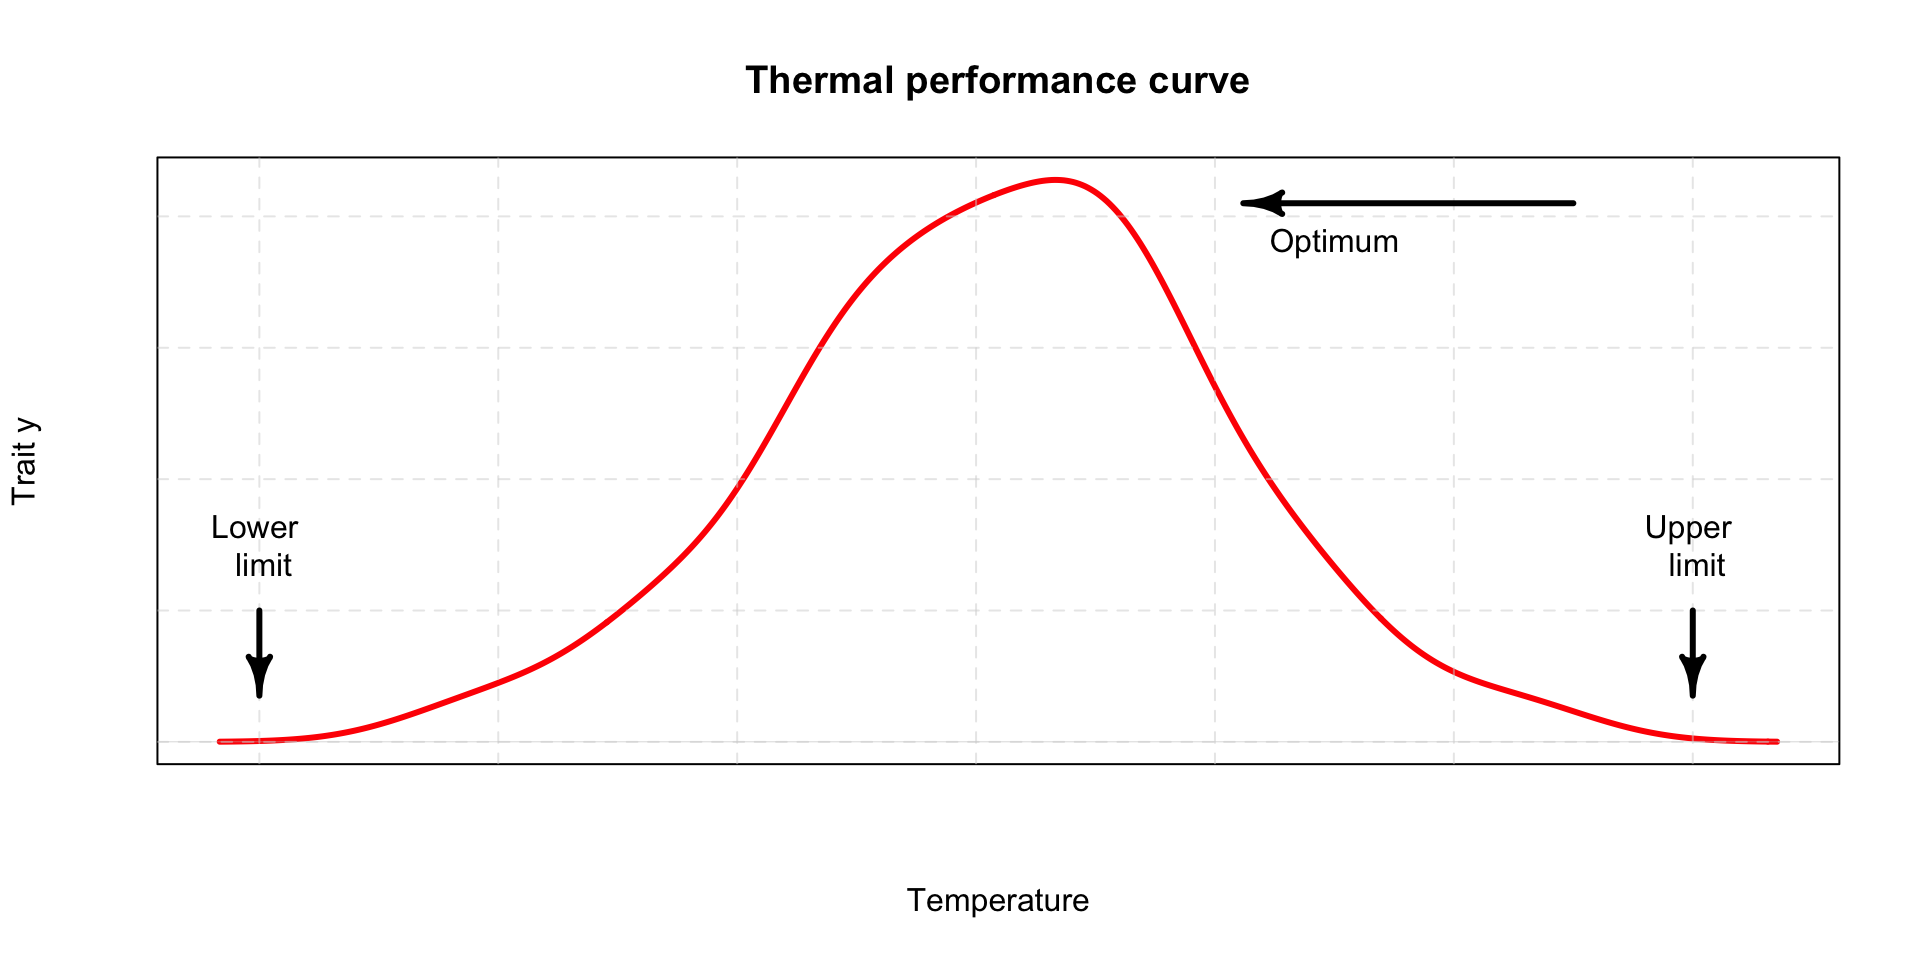 Thermal performance curve
Optimum
Trait y
Lower
limit
Upper
limit
Temperature